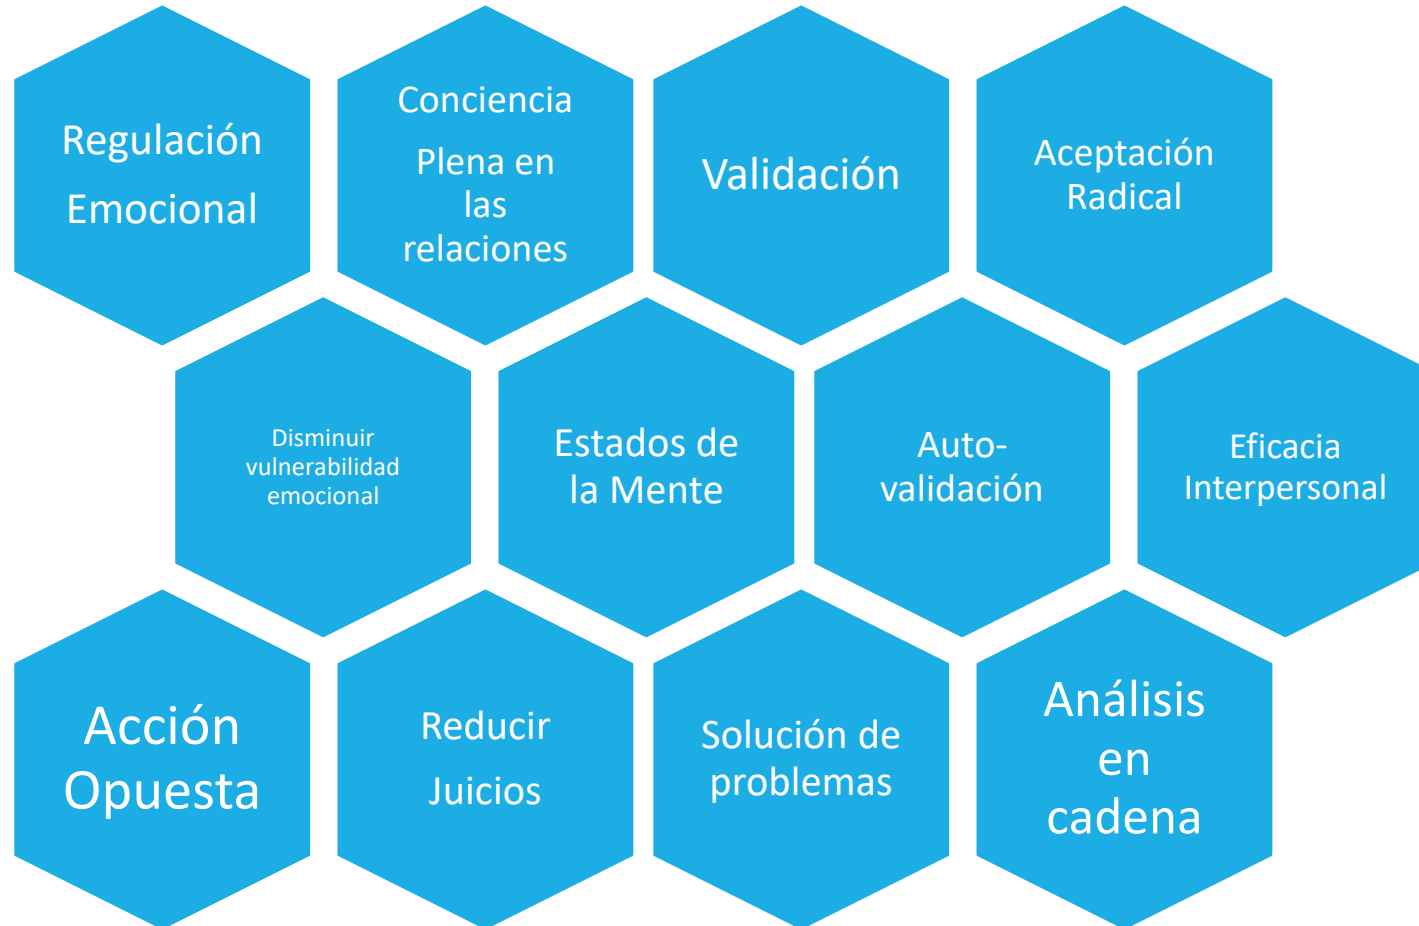 Regulación
Emocional
Conciencia
Plena en
las
relaciones
Validación
Aceptación
Radical
Disminuir
vulnerabilidad
emocional
Estados de
la Mente
Auto-
validación
Eficacia
Interpersonal
Acción
Opuesta
Reducir
Juicios
Solución de
problemas
Análisis
en
cadena